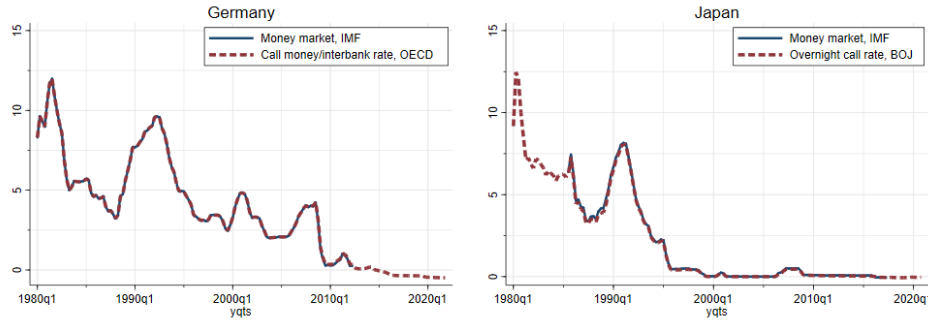 Germany
Money market, IMF
Call money/interbank rate, OECD
15
10
5
0
1980q1 1990q1 2000q1 2010q1 2020q1
yqts
Japan
Money market, IMF
Overnight call rate, BOJ
15
10
5
0
1980q1 1990q1 2000q1 2010q1 2020q1
yqts